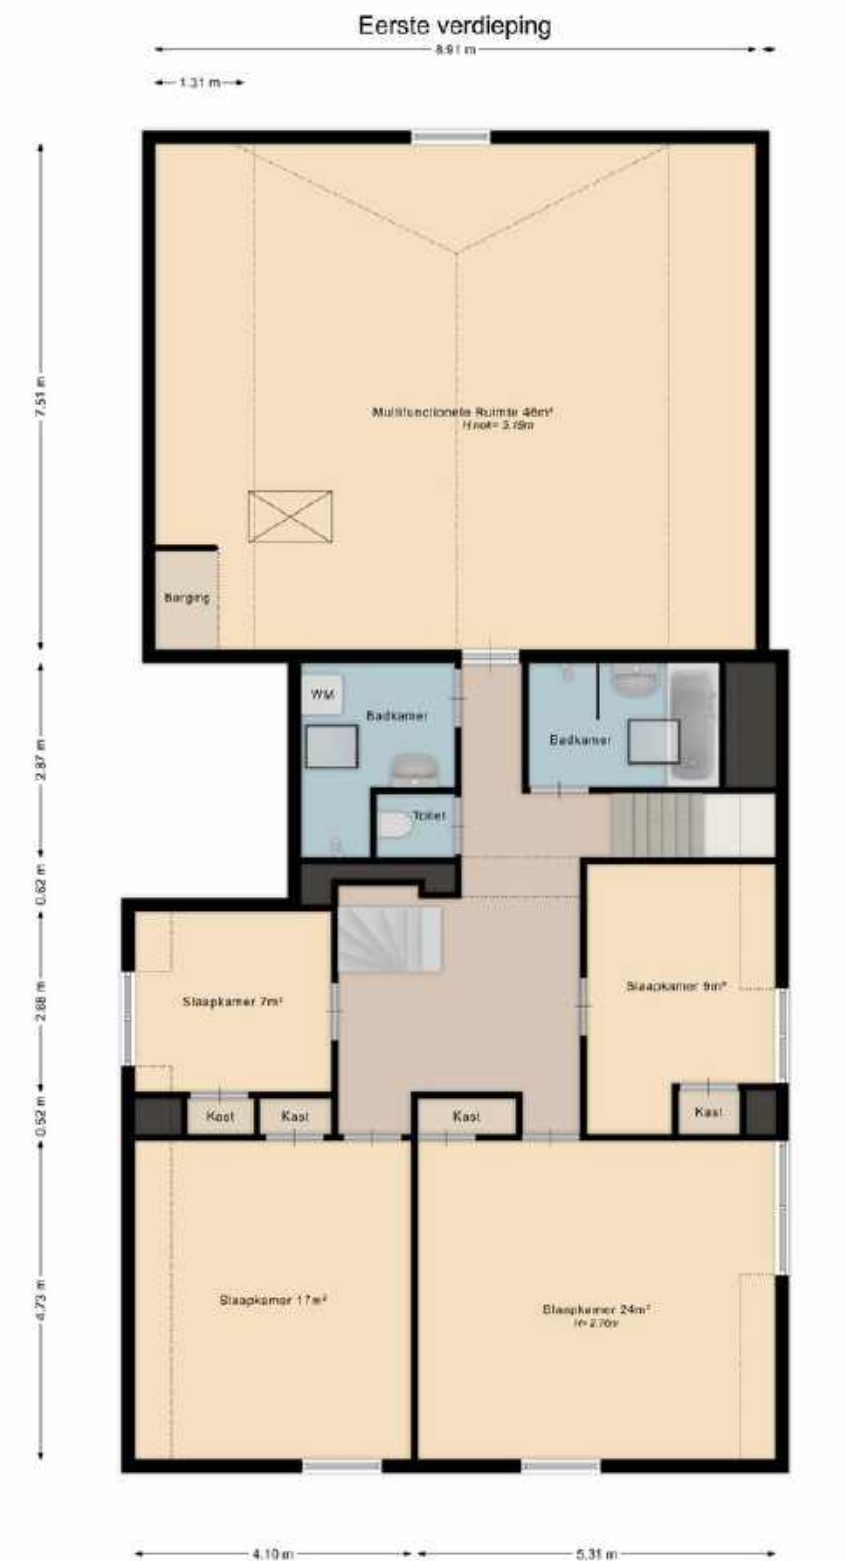 Eerste verdieping
8.91 m
1.31 m
7.51 m
Multifunctionele Ruimte 46m²
H nok= 3.15m
Berging
2.87 m
WM
Badkamer
Badkamer
Toilet
0.62 m
2.68 m
Slaapkamer 7m²
Slaapkamer 9m²
0.52 m
Kast
Kast
Kast
Kast
4.73 m
Slaapkamer 17m²
Slaapkamer 24m²
H= 2.76m
4.10 m
5.31 m